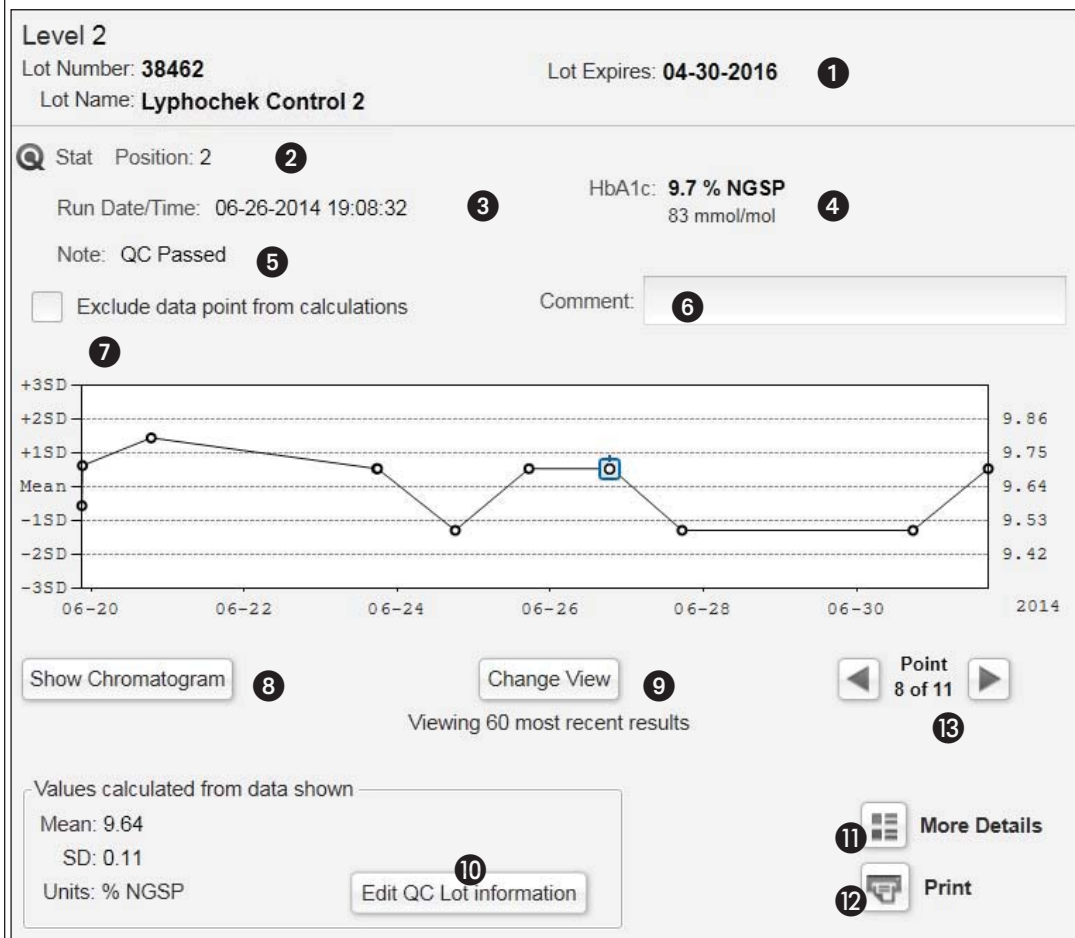 Level 2
Lot Number: 38462
Lot Expires: 04-30-2016 1
Lot Name: Lyphochek Control 2
Stat Position: 2 2
HbA1c: 9.7 % NGSP
83 mmol/mol 4
Run Date/Time: 06-26-2014 19:08:32 3
Note: QC Passed 5
Exclude data point from calculations
Comment: 6
7
+3SD
+2SD 9.86
+1SD 9.75
Mean 9.64
-1SD 9.53
-2SD 9.42
-3SD
06-20 06-22 06-24 06-26 06-28 06-30 2014
Show Chromatogram 8
Change View 9
Point
8 of 11
13
Viewing 60 most recent results
Values calculated from data shown
Mean: 9.64
SD: 0.11
Units: % NGSP
10
Edit QC Lot information
11 More Details
12 Print